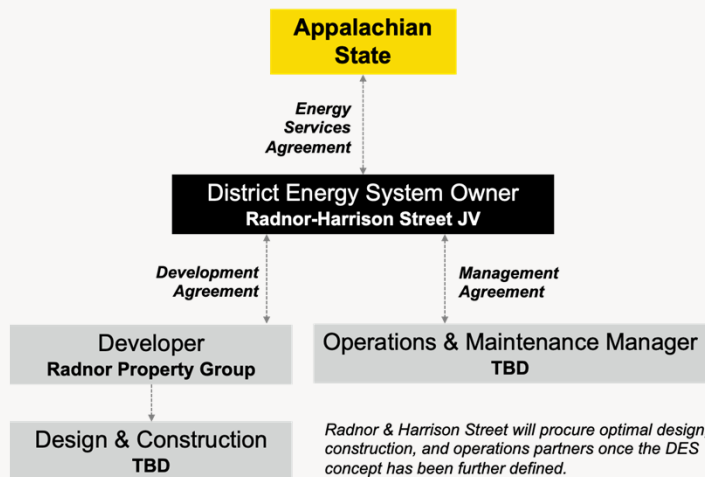 Appalachian
State
Energy
Services
Agreement
District Energy System Owner
Radnor-Harrison Street JV
Development
Agreement
Management
Agreement
Developer
Radnor Property Group
Operations & Maintenance Manager
TBD
Design & Construction
TBD
Radnor & Harrison Street will procure optimal design,
construction, and operations partners once the DES
concept has been further defined.